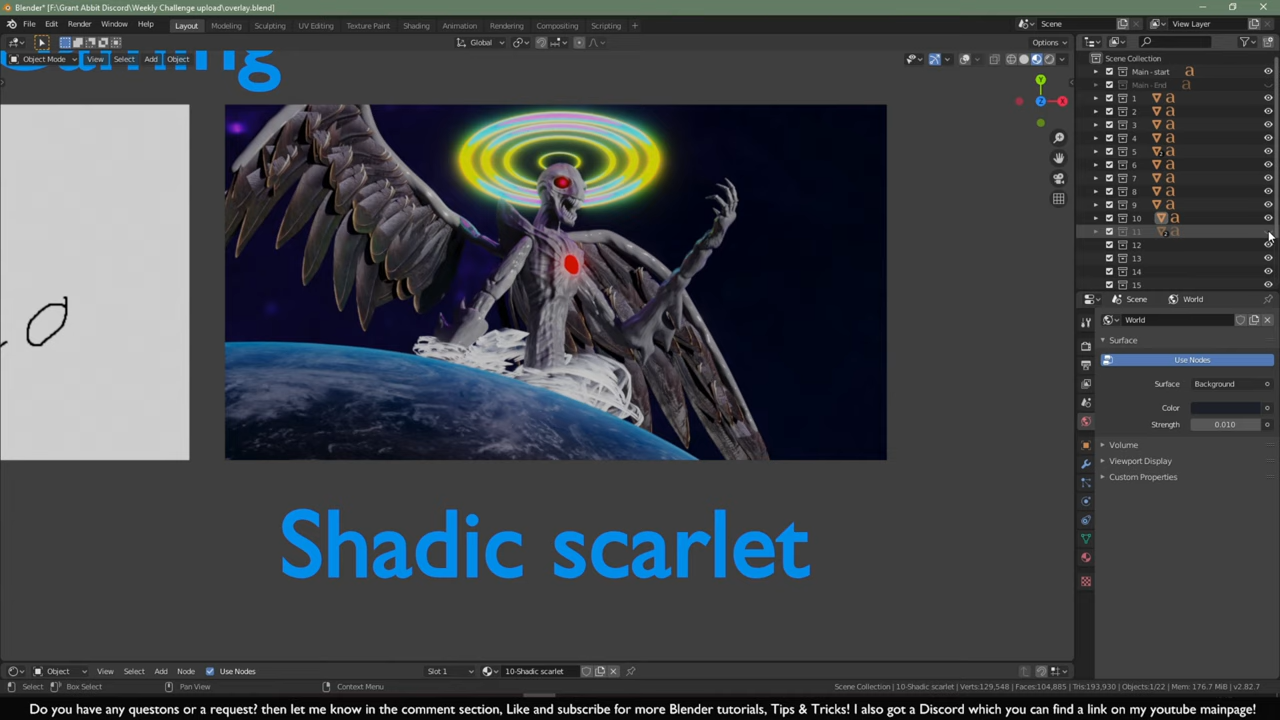 Blender* [F:\Grant Abbit Discord\Weekly Challenge upload\overlay.blend]
File Edit Render Window Help Layout Modeling Sculpting UV Editing Texture Paint Shading Animation Rendering Compositing Scripting + Scene View Layer
Global Options
Object Mode View Select Add Object
Scene Collection
Main - start
Main - End
1
2
3
4
5
6
7
8
9
10
11
12
13
14
15
Y
Z X
Scene World
World
Surface
Use Nodes
Surface Background
Color
Strength 0.010
Volume
Viewport Display
Custom Properties
Shadic scarlet
Object View Select Add Node Use Nodes Slot 1 10-Shadic scarlet
Select Box Select Pan View Context Menu Scene Collection | 10-Shadic scarlet | Verts:129,548 | Faces:104,885 | Tris:193,930 | Objects:1/22 | Mem: 176.7 MiB | v2.82.7
Do you have any questons or a request? then let me know in the comment section, Like and subscribe for more Blender tutorials, Tips & Tricks! I also got a Discord which you can find a link on my mainpage!